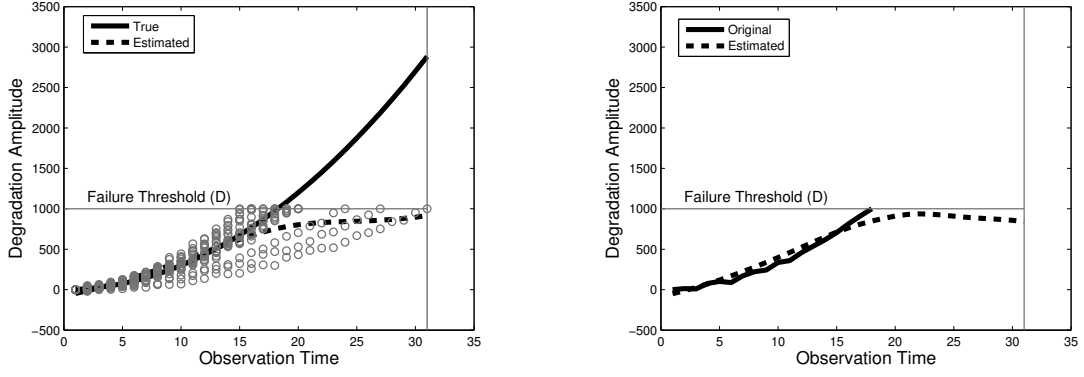 3500
3000
2500
2000
1500
1000
500
0
−500
0 5 10 15 20 25 30 35
Degradation Amplitude
Observation Time
True
Estimated
Failure Threshold (D)
3500
3000
2500
2000
1500
1000
500
0
−500
0 5 10 15 20 25 30 35
Degradation Amplitude
Observation Time
Original
Estimated
Failure Threshold (D)